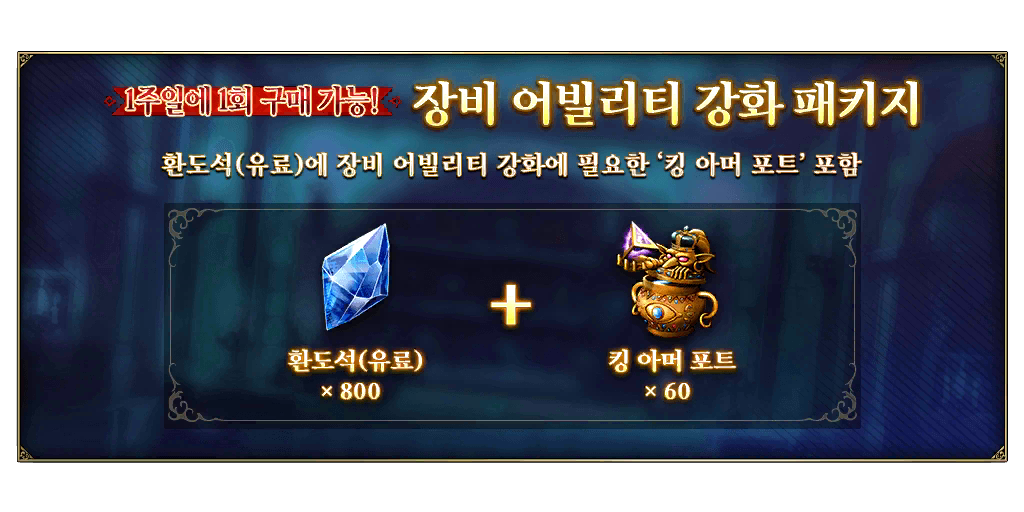 1주일에 1회 구매 가능! 장비 어빌리티 강화 패키지
환도석(유료)에 장비 어빌리티 강화에 필요한 ‘킹 아머 포트’ 포함
+
환도석(유료) 킹 아머 포트
× 800 × 60